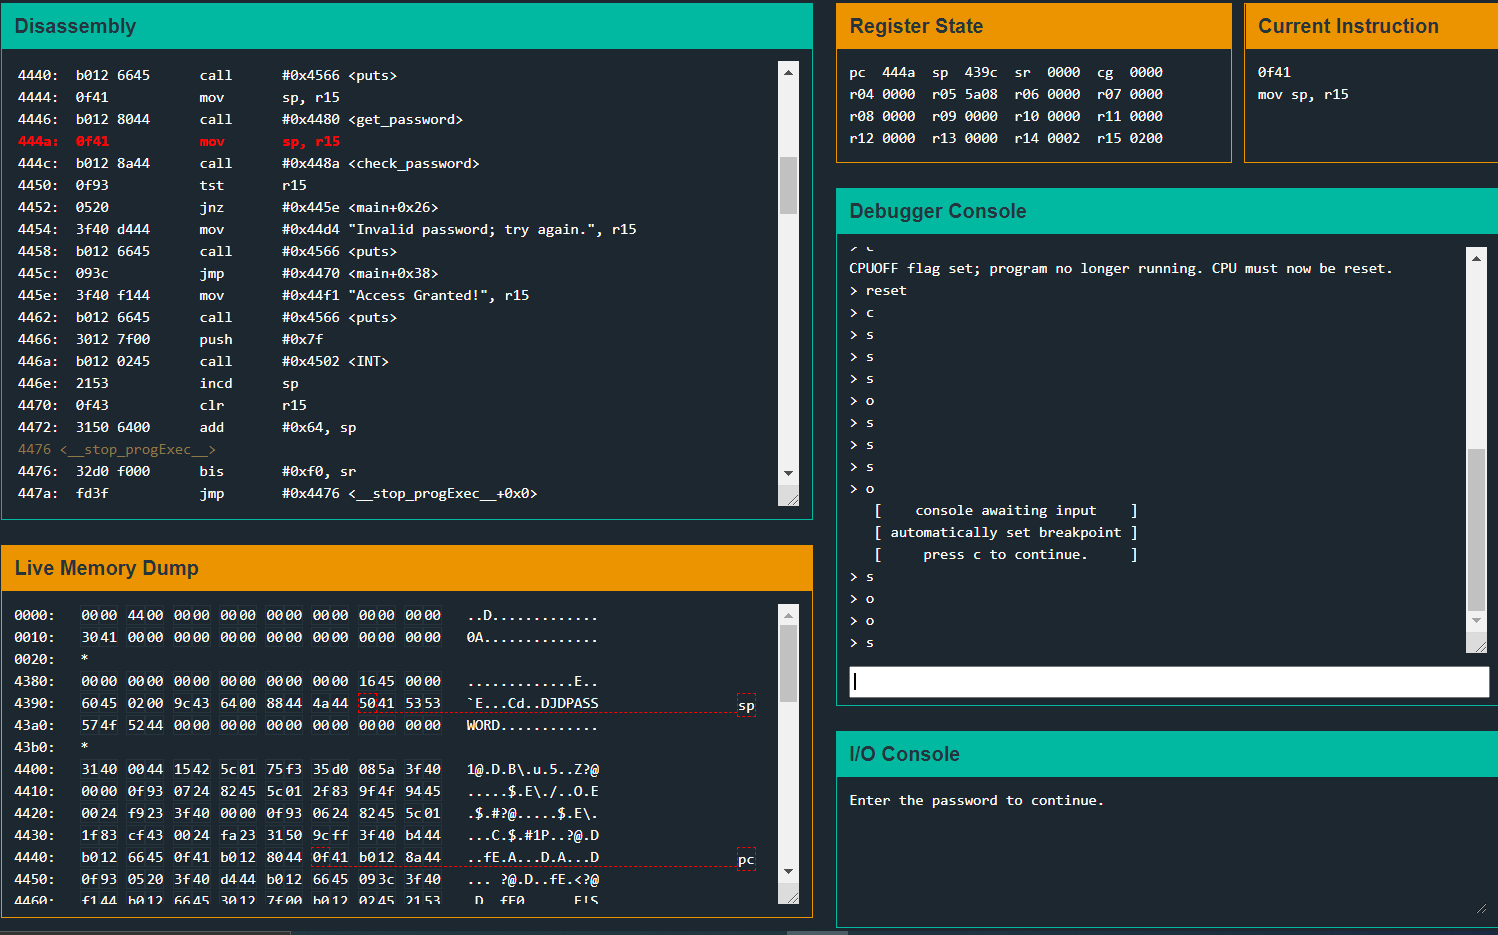 Disassembly
4440: b012 6645 call #0x4566 <puts>
4444: 0f41 mov sp, r15
4446: b012 8044 call #0x4480 <get_password>
444a: 0f41 mov sp, r15
444c: b012 8a44 call #0x448a <check_password>
4450: 0f93 tst r15
4452: 0520 jnz #0x445e <main+0x26>
4454: 3f40 d444 mov #0x44d4 "Invalid password; try again.", r15
4458: b012 6645 call #0x4566 <puts>
445c: 093c jmp #0x4470 <main+0x38>
445e: 3f40 f144 mov #0x44f1 "Access Granted!", r15
4462: b012 6645 call #0x4566 <puts>
4466: 3012 7f00 push #0x7f
446a: b012 0245 call #0x4502 <INT>
446e: 2153 incd sp
4470: 0f43 clr r15
4472: 3150 6400 add #0x64, sp
4476 <__stop_progExec__>
4476: 32d0 f000 bis #0xf0, sr
447a: fd3f jmp #0x4476 <__stop_progExec__+0x0>
Live Memory Dump
0000: 0000 4400 0000 0000 0000 0000 0000 0000 ..D.............
0010: 3041 0000 0000 0000 0000 0000 0000 0000 0A..............
0020: *
4380: 0000 0000 0000 0000 0000 0000 1645 0000 .............E..
4390: 6045 0200 9c43 6400 8844 4a44 5041 5353 `E...Cd..DJDPASS
sp
43a0: 574f 5244 0000 0000 0000 0000 0000 0000 WORD............
43b0: *
4400: 3140 0044 1542 5c01 75f3 35d0 085a 3f40 1@.D.B\.u.5..Z?@
4410: 0000 0f93 0724 8245 5c01 2f83 9f4f 9445 .....$.E\./..O.E
4420: 0024 f923 3f40 0000 0f93 0624 8245 5c01 .$.#?@.....$.E\.
4430: 1f83 cf43 0024 fa23 3150 9cff 3f40 b444 ...C.$.#1P..?@.D
4440: b012 6645 0f41 b012 8044 0f41 b012 8a44 ..fE.A...D.A...D
pc
4450: 0f93 0520 3f40 d444 b012 6645 093c 3f40 ... ?@.D..fE.<?@
4460: f144 b012 6645 3012 7f00 b012 0245 2153 .D..fE0......E!S
Register State
pc 444a sp 439c sr 0000 cg 0000
r04 0000 r05 5a08 r06 0000 r07 0000
r08 0000 r09 0000 r10 0000 r11 0000
r12 0000 r13 0000 r14 0002 r15 0200
Current Instruction
0f41
mov sp, r15
Debugger Console
> c
CPUOFF flag set; program no longer running. CPU must now be reset.
> reset
> c
> s
> s
> s
> o
> s
> s
> s
> o
[ console awaiting input ]
[ automatically set breakpoint ]
[ press c to continue. ]
> s
> o
> o
> s
I/O Console
Enter the password to continue.